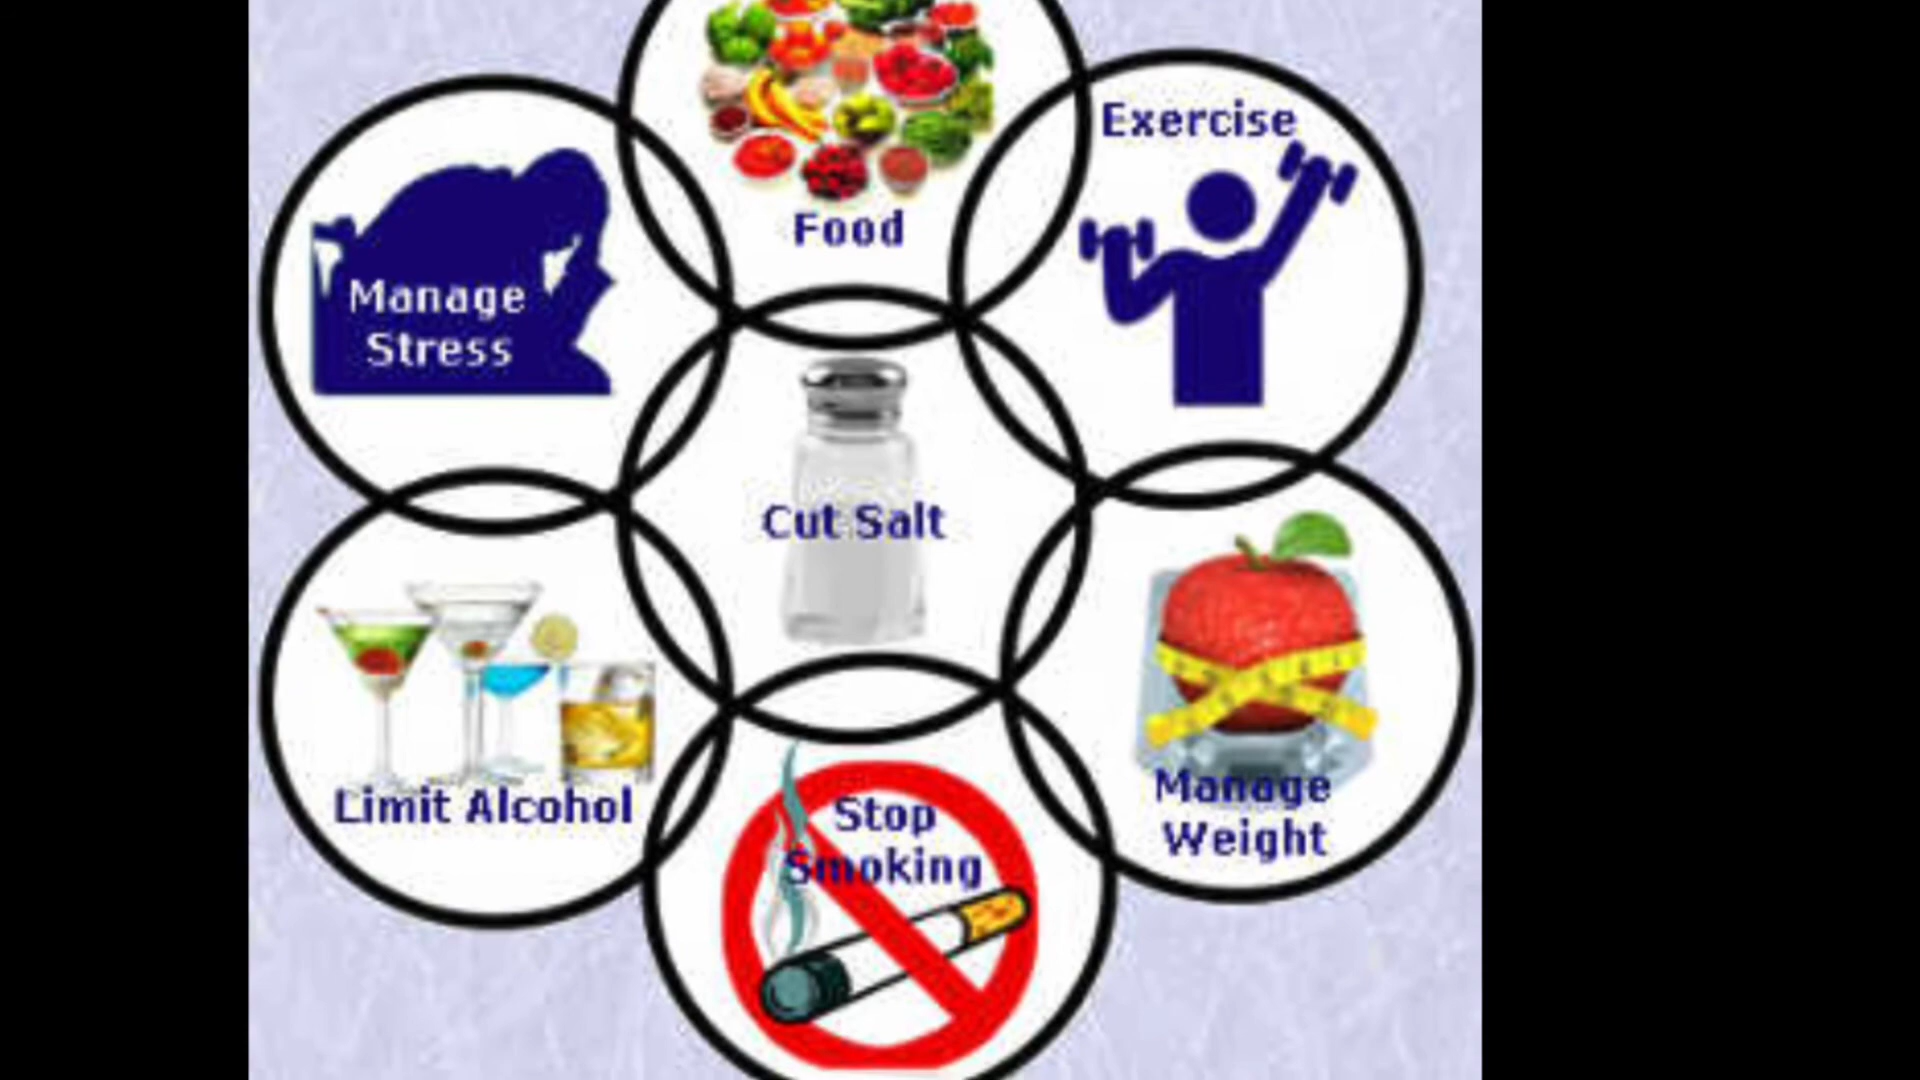 Food
Exercise
Manage
Stress
Cut Salt
Limit Alcohol
Manage
Weight
Stop
Smoking